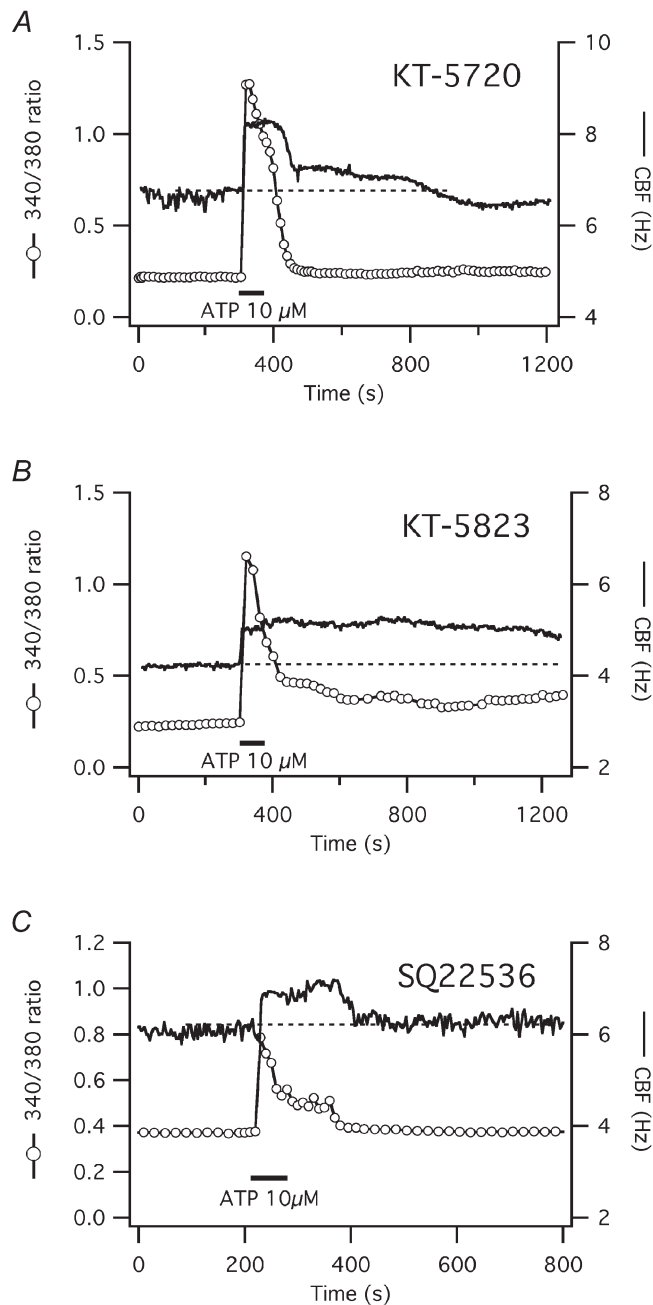 A
1.5
1.0
0.5
0.0
340/380 ratio
KT-5720
10
8
6
4
CBF (Hz)
ATP 10 µM
0
400
800
1200
Time (s)
B
1.5
1.0
0.5
0.0
340/380 ratio
KT-5823
8
6
4
2
CBF (Hz)
ATP 10 µM
0
400
800
1200
Time (s)
C
1.2
1.0
0.8
0.6
0.4
0.2
0.0
340/380 ratio
SQ22536
8
6
4
2
CBF (Hz)
ATP 10µM
0
200
400
600
800
Time (s)